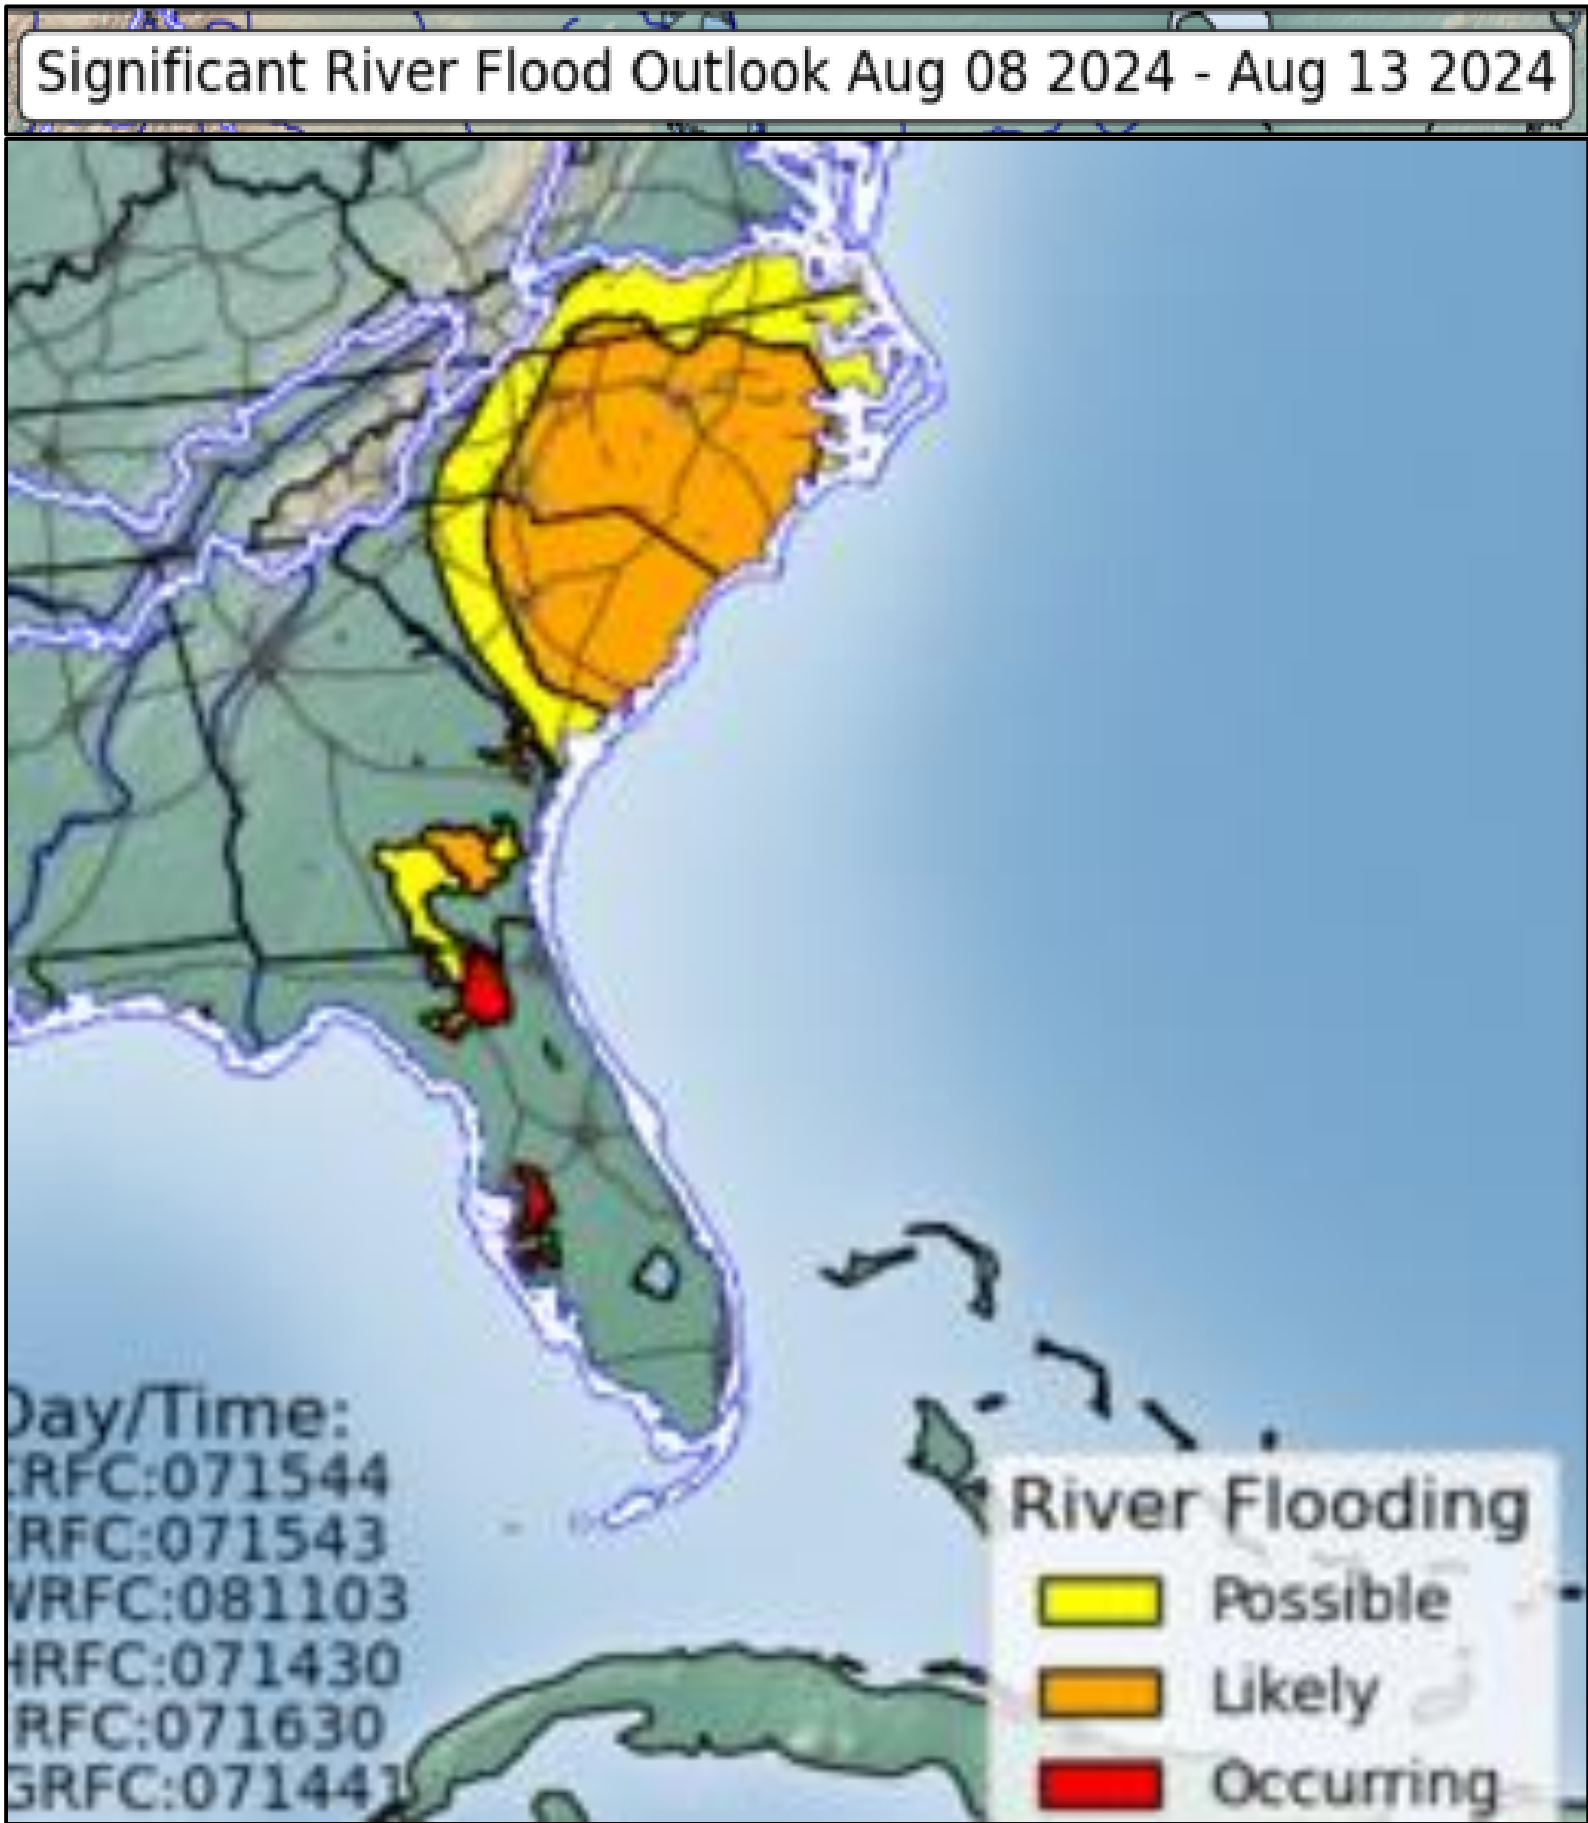 Significant River Flood Outlook Aug 08 2024 - Aug 13 2024
Day/Time:
RFC:071544
RFC:071543
WRFC:081103
HRFC:071430
RFC:071630
GRFC:071441
River Flooding
Possible
Likely
Occurring